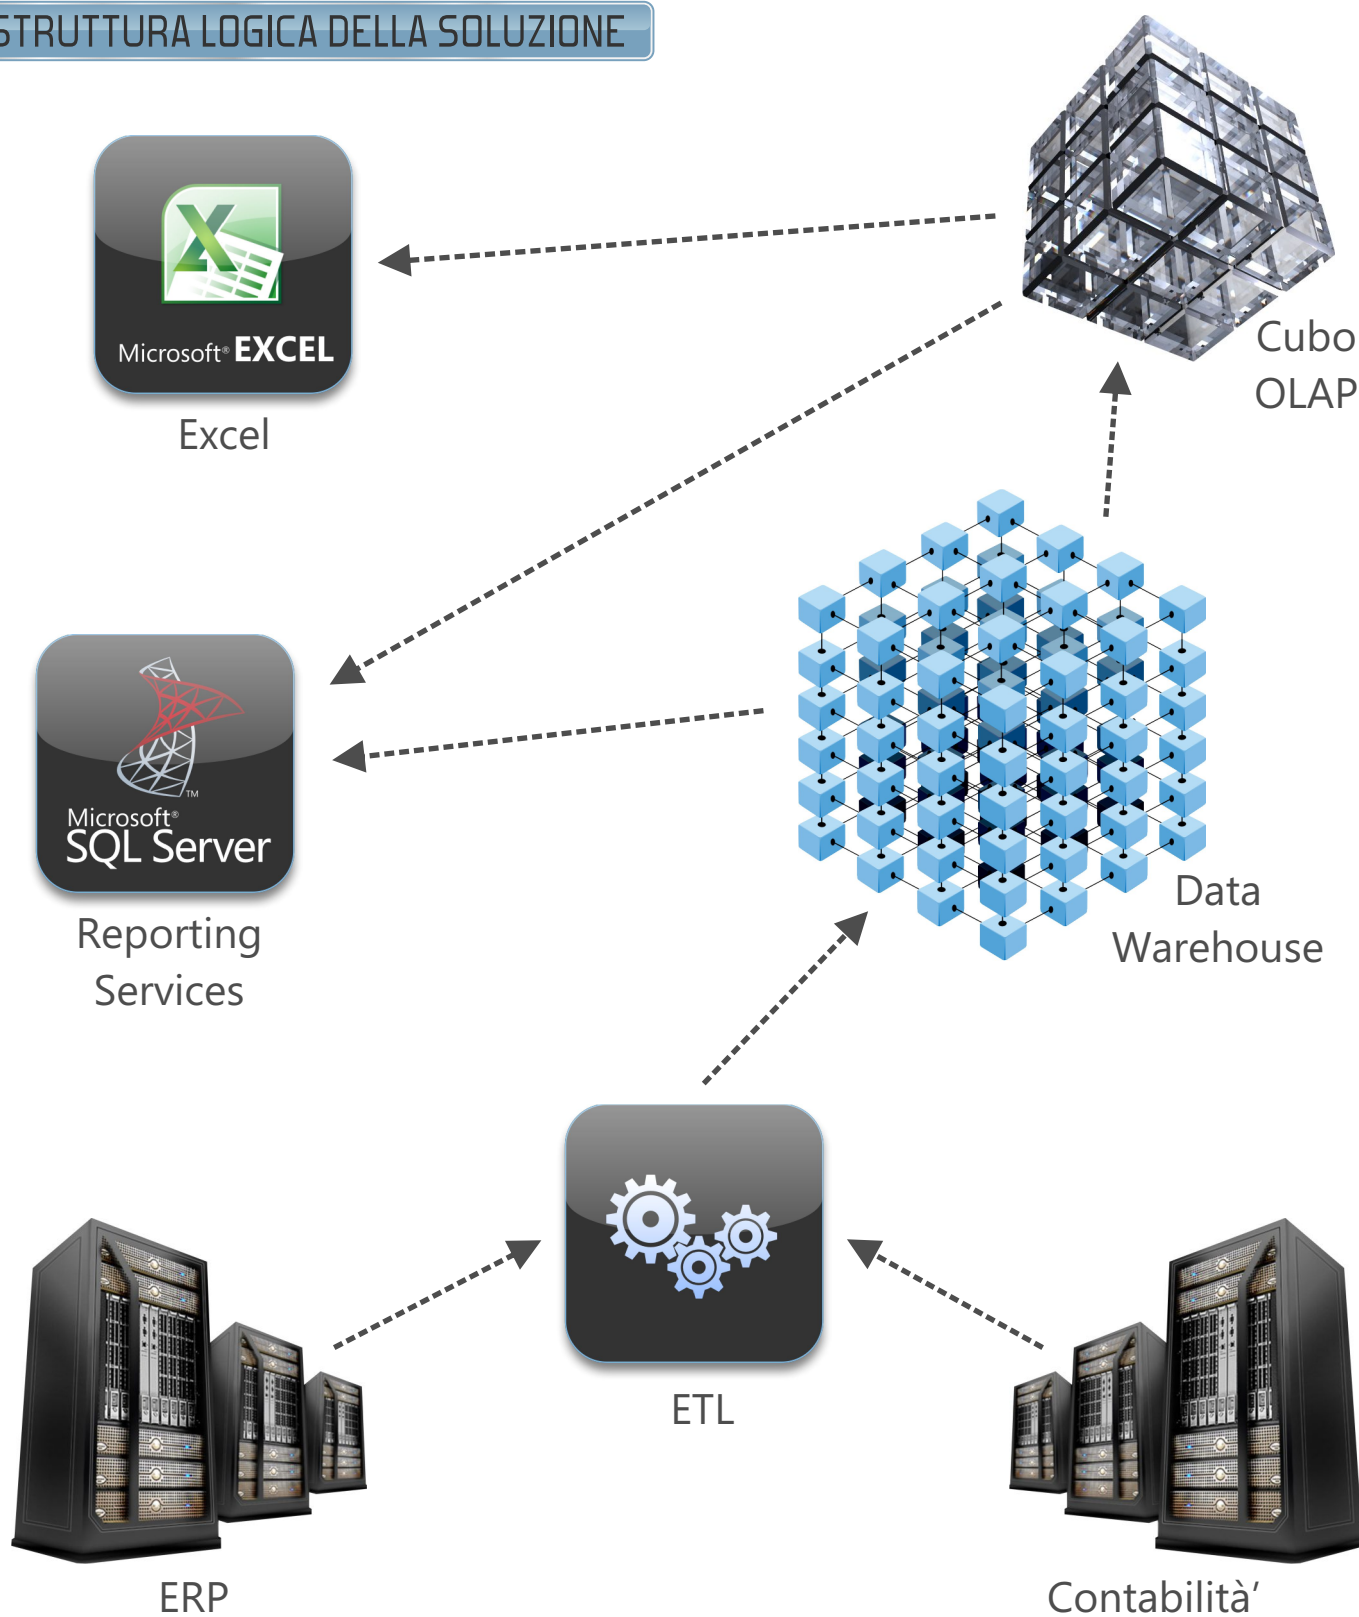 STRUTTURA LOGICA DELLA SOLUZIONE
Microsoft® EXCEL
Excel
Cubo
OLAP
Microsoft®
SQL Server
TM
Reporting
Services
Data
Warehouse
ETL
ERP
Contabilità’